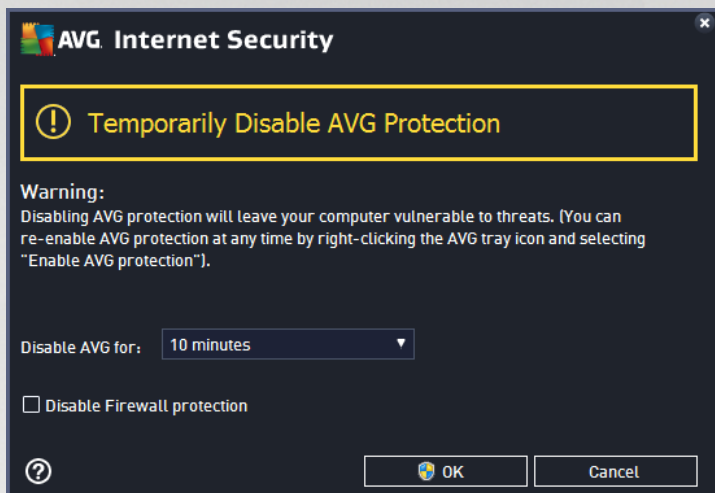 AVG. Internet Security
Temporarily Disable AVG Protection
Warning:
Disabling AVG protection will leave your computer vulnerable to threats. (You can
re-enable AVG protection at any time by right-clicking the AVG tray icon and selecting
"Enable AVG protection").
Disable AVG for: 10 minutes
Disable Firewall protection
OK Cancel